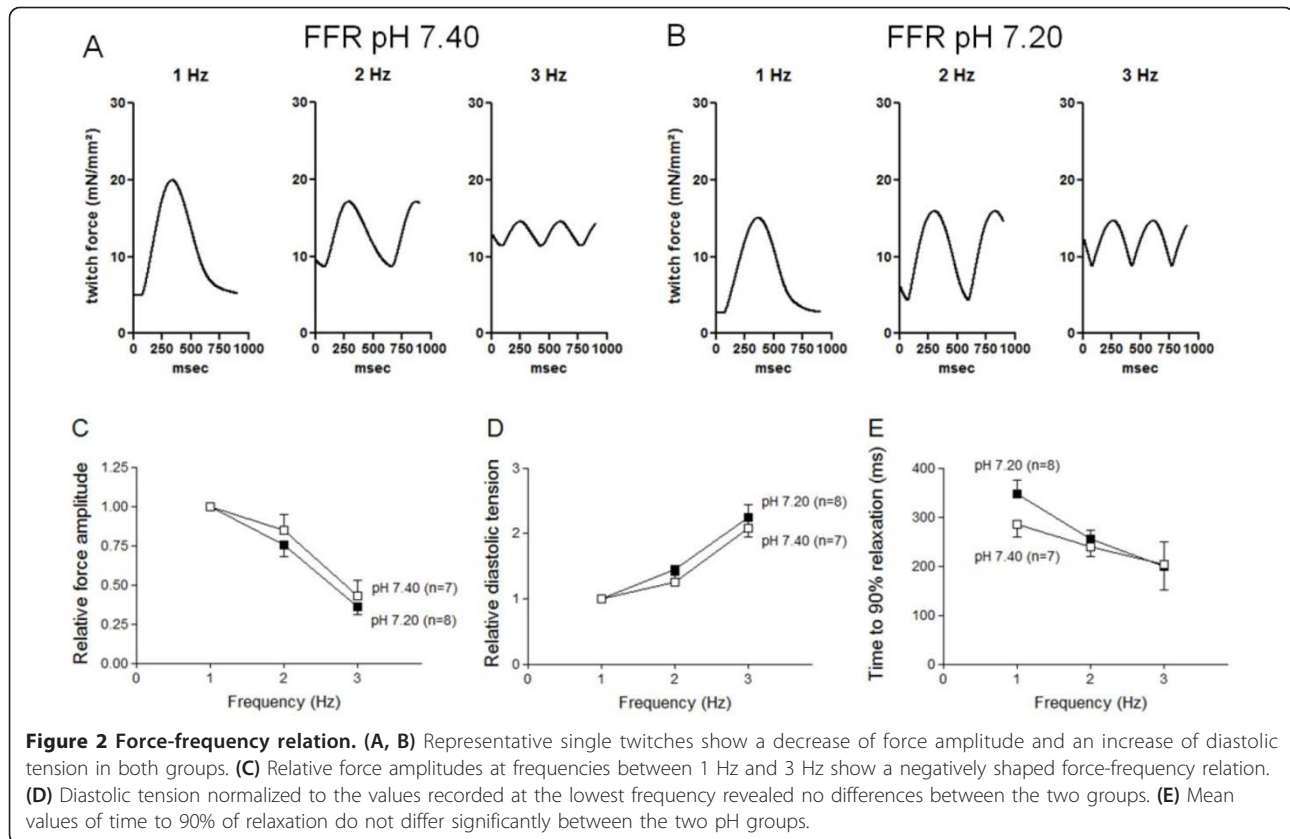 A
FFR pH 7.40
1 Hz
2 Hz
3 Hz
twitch force (mN/mm²)
30
20
10
0
0 250 500 750 1000
msec
30
20
10
0
0 250 500 750 1000
msec
30
20
10
0
0 250 500 750 1000
msec
B
FFR pH 7.20
1 Hz
2 Hz
3 Hz
twitch force (mN/mm²)
30
20
10
0
0 250 500 750 1000
msec
30
20
10
0
0 250 500 750 1000
msec
30
20
10
0
0 250 500 750 1000
msec
C
Relative force amplitude
1.25
1.00
0.75
0.50
0.25
0.00
pH 7.40 (n=7)
pH 7.20 (n=8)
0 1 2 3
Frequency (Hz)
D
Relative diastolic tension
3
2
1
0
pH 7.20 (n=8)
pH 7.40 (n=7)
0 1 2 3
Frequency (Hz)
E
Time to 90% relaxation (ms)
400
300
200
100
0
pH 7.20 (n=8)
pH 7.40 (n=7)
0 1 2 3
Frequency (Hz)
Figure 2 Force-frequency relation. (A, B) Representative single twitches show a decrease of force amplitude and an increase of diastolic
tension in both groups. (C) Relative force amplitudes at frequencies between 1 Hz and 3 Hz show a negatively shaped force-frequency relation.
(D) Diastolic tension normalized to the values recorded at the lowest frequency revealed no differences between the two groups. (E) Mean
values of time to 90% of relaxation do not differ significantly between the two pH groups.